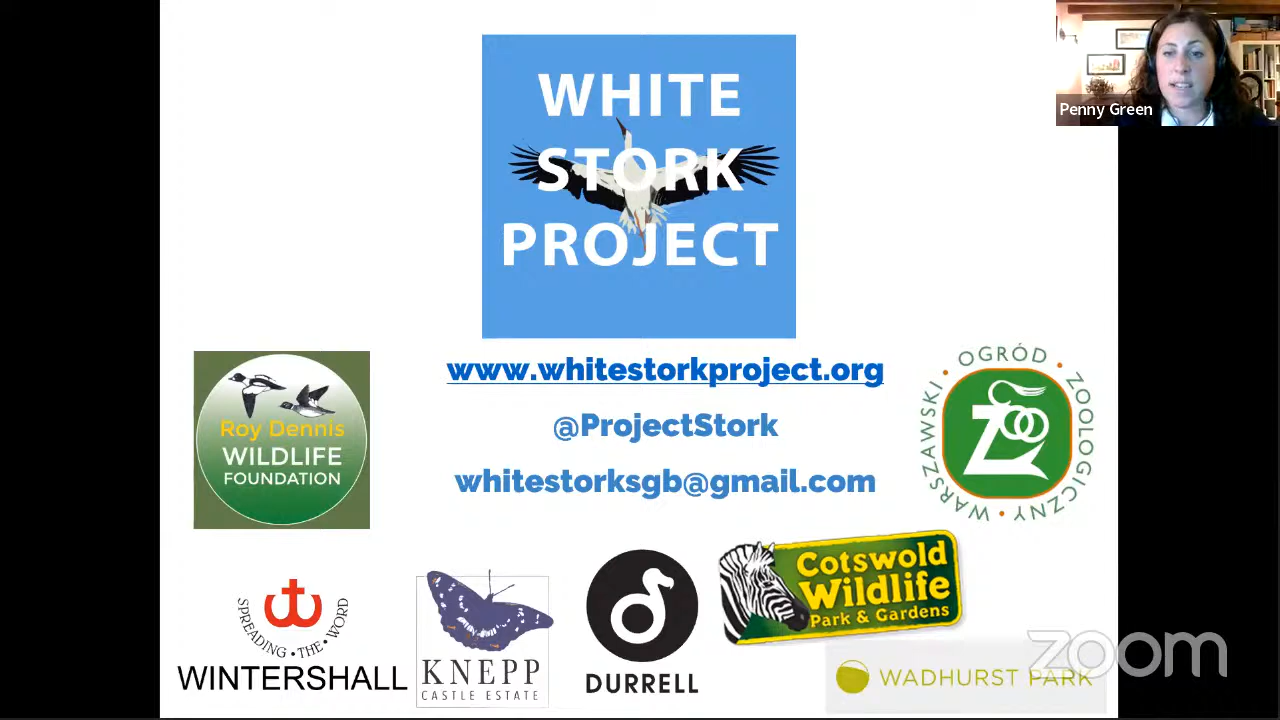 WHITE
STORK
PROJECT
Penny Green
www.whitestorkproject.org
@ProjectStork
whitestorksgb@gmail.com
Roy Dennis
WILDLIFE
FOUNDATION
WARSZAWSKI • OGRÓD • ZOOLOGICZNY •
ZOO
SPREADING • THE • WORD
WINTERSHALL
KNEPP
CASTLE ESTATE
DURRELL
Cotswold
Wildlife
Park & Gardens
WADHURST PARK
zoom